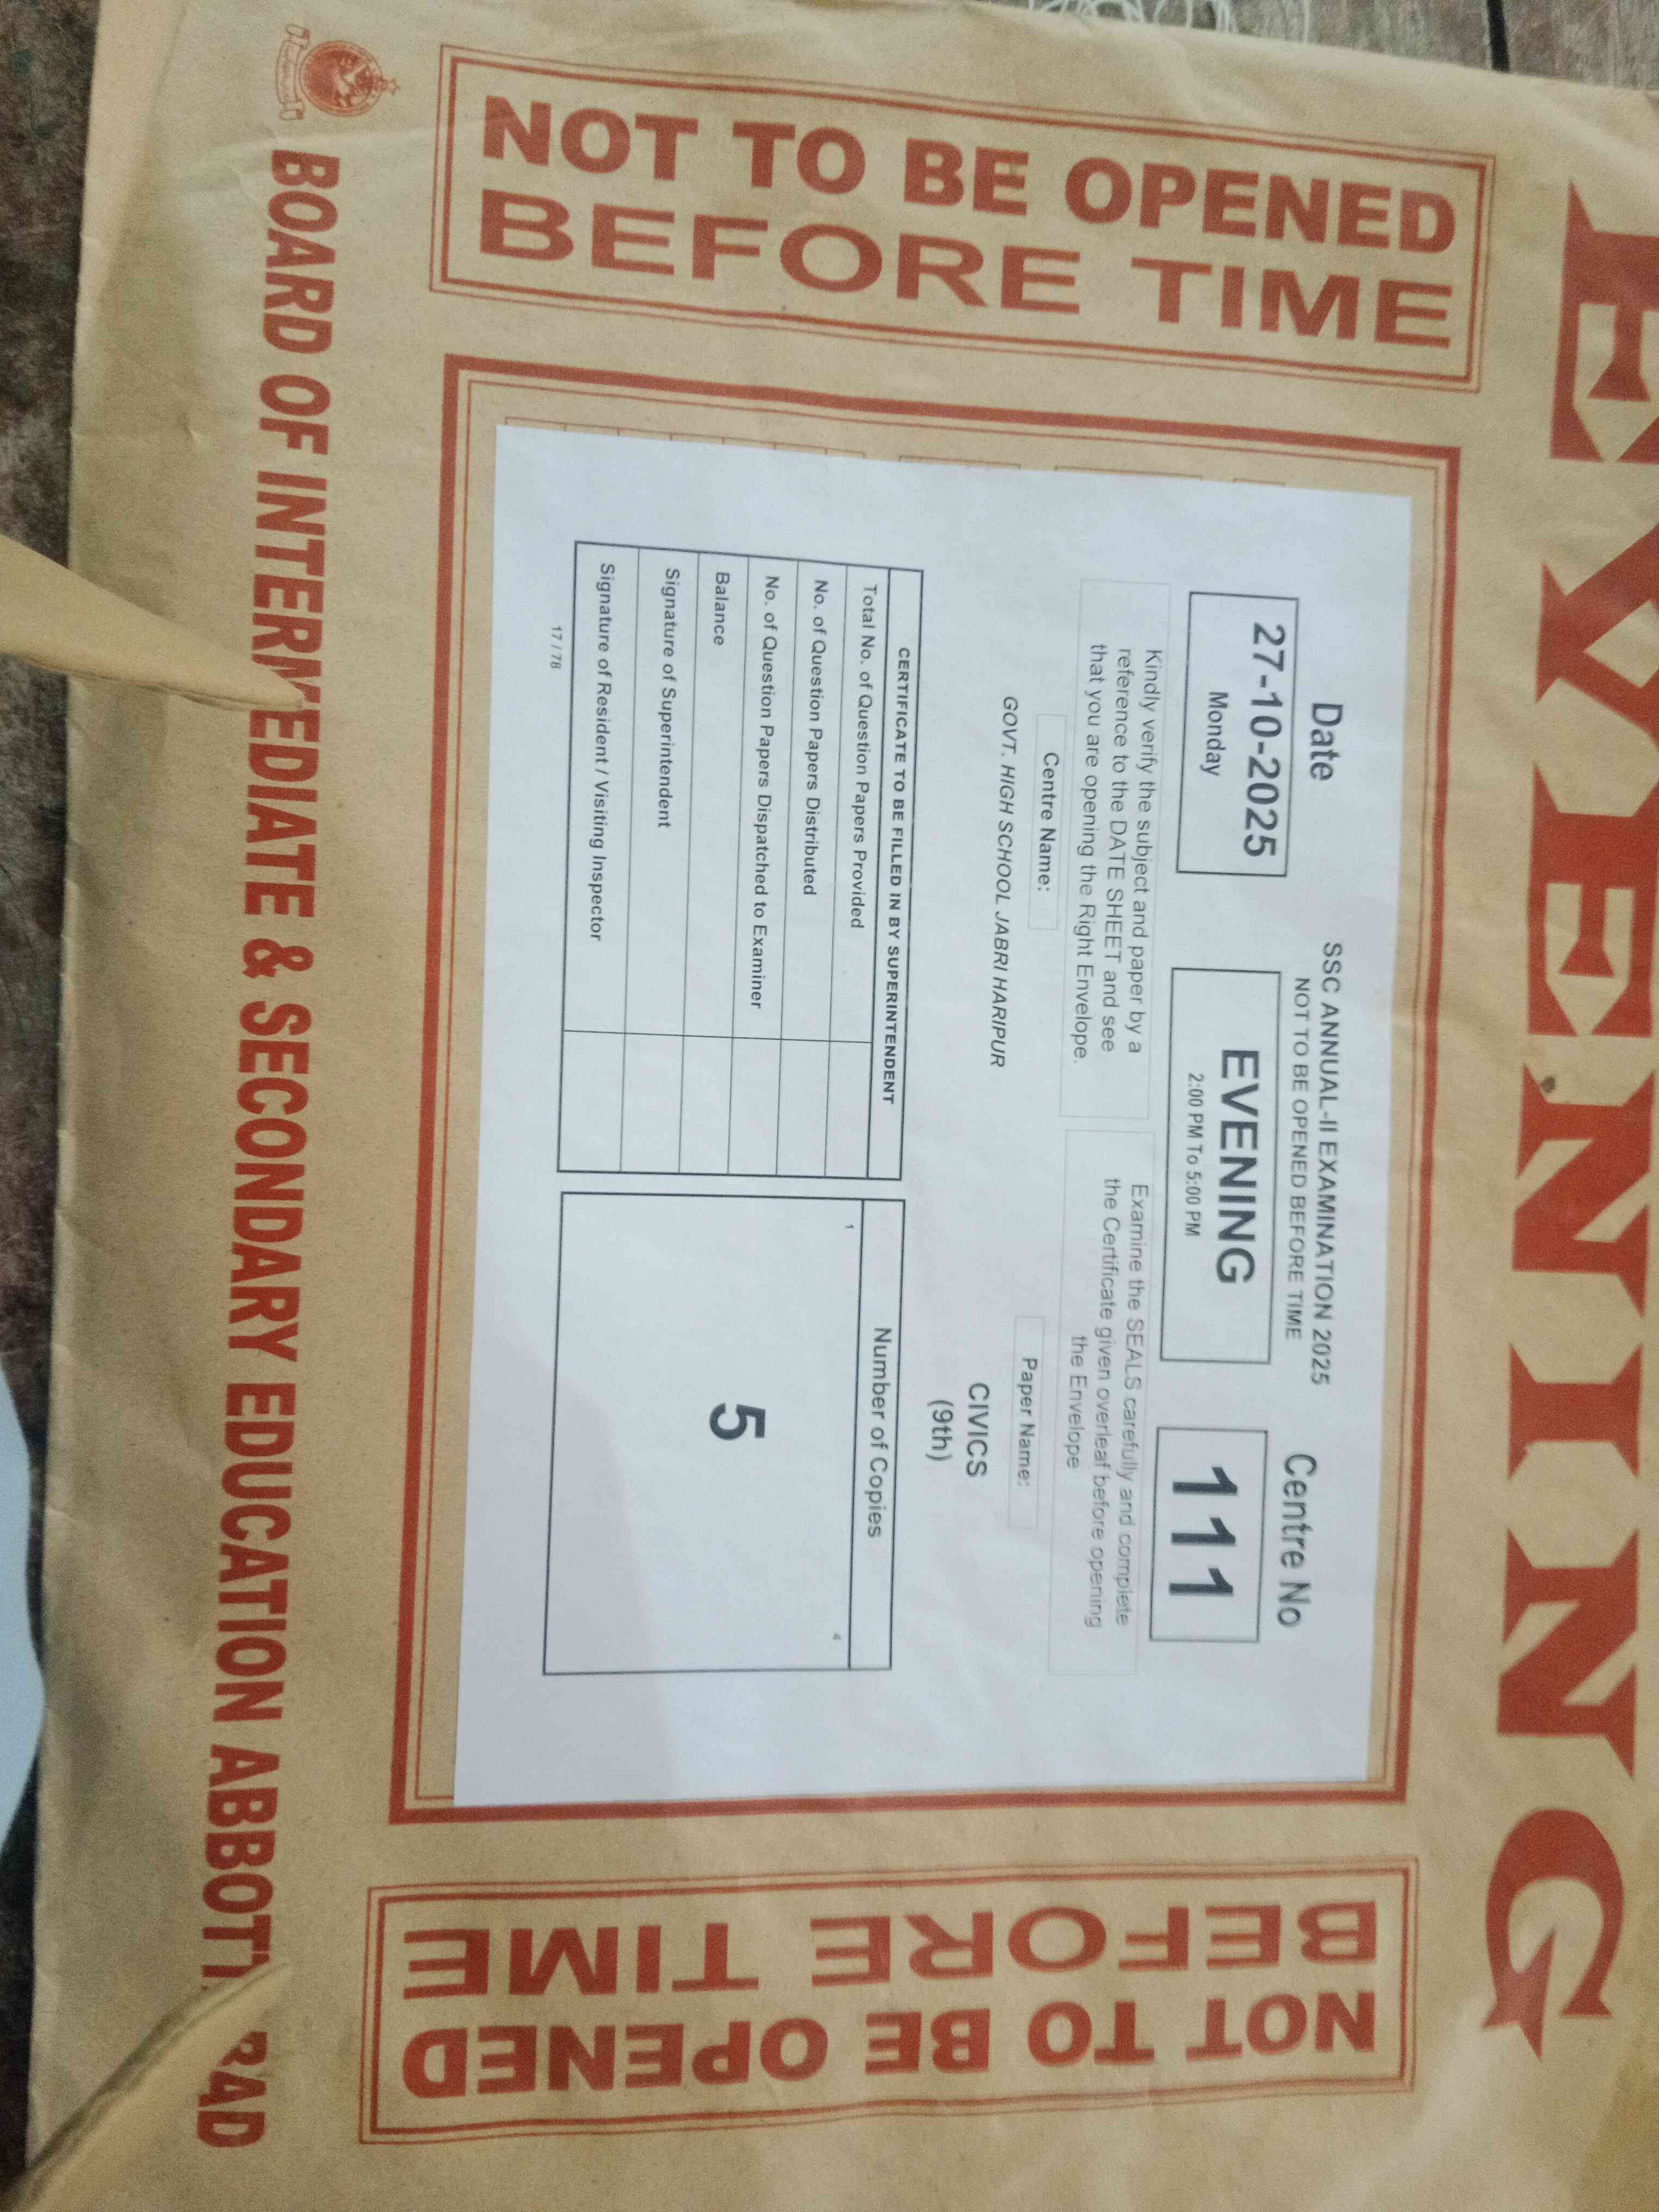 EVENING
NOT TO BE OPENED
BEFORE TIME
Date
27-10-2025
Monday
SSC ANNUAL-II EXAMINATION 2025
NOT TO BE OPENED BEFORE TIME
EVENING
2:00 PM To 5:00 PM
Centre No
111
Kindly verify the subject and paper by a
reference to the DATE SHEET and see
that you are opening the Right Envelope.
Examine the SEALS carefully and complete
the Certificate given overleaf before opening
the Envelope
Centre Name:
GOVT. HIGH SCHOOL JABRI HARIPUR
Paper Name:
CIVICS
(9th)
CERTIFICATE TO BE FILLED IN BY SUPERINTENDENT
Total No. of Question Papers Provided
No. of Question Papers Distributed
No. of Question Papers Dispatched to Examiner
Balance
Signature of Superintendent
Signature of Resident / Visiting Inspector
17 / 78
Number of Copies
1
4
5
NOT TO BE OPENED
BEFORE TIME
BOARD OF INTERMEDIATE & SECONDARY EDUCATION